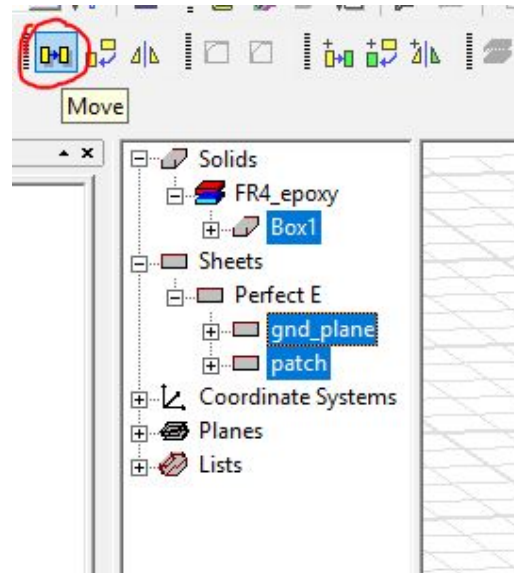 Move
Solids
FR4_epoxy
Box1
Sheets
Perfect E
gnd_plane
patch
Coordinate Systems
Planes
Lists